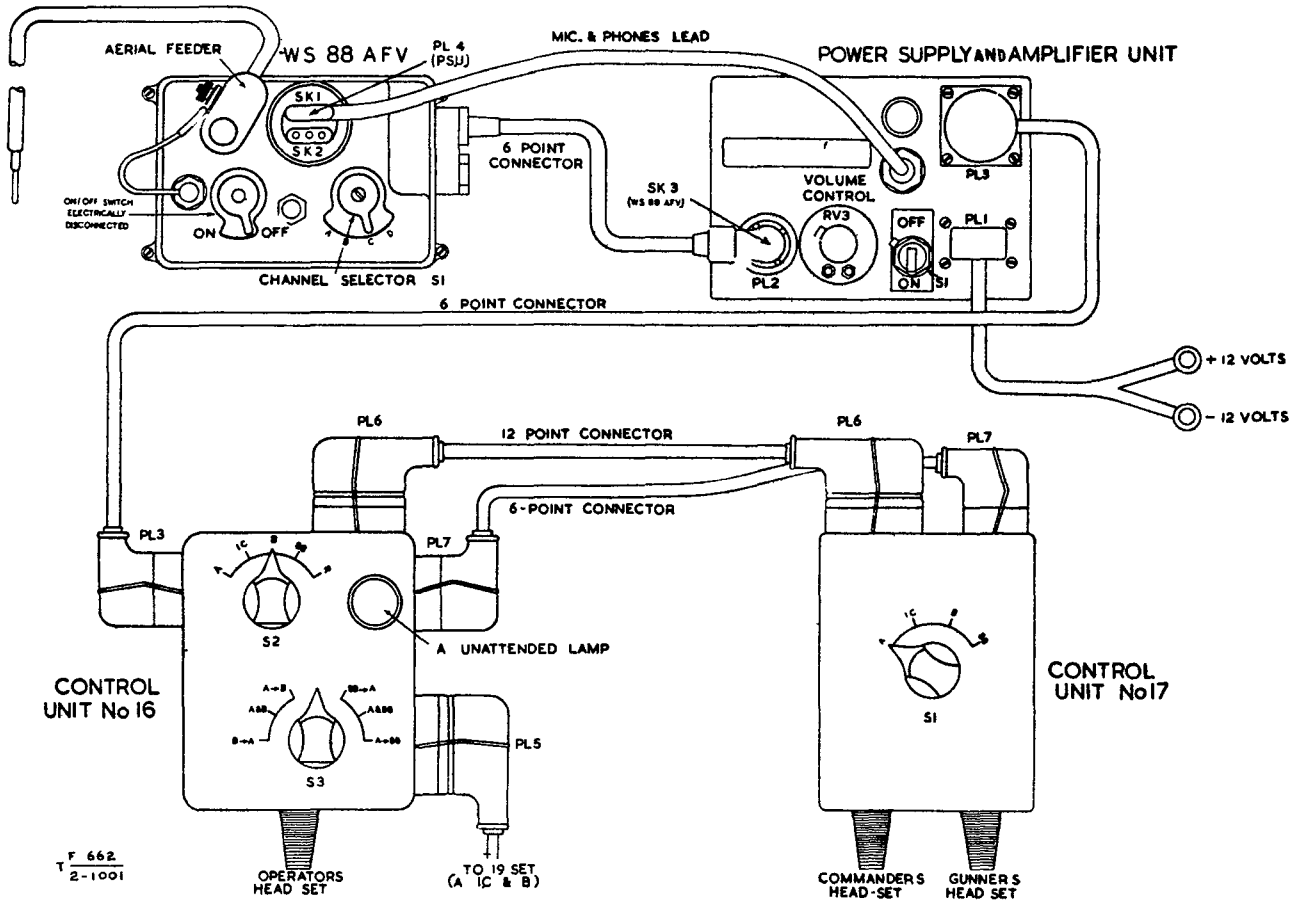 AERIAL FEEDER
WS 88 AFV
PL 4
(PSU)
MIC. & PHONES LEAD
POWER SUPPLY AND AMPLIFIER UNIT
SK1
SK2
6 POINT
CONNECTOR
SK 3
(WS 88 AFV)
VOLUME
CONTROL
RV3
PL3
OFF
PL1
ON/OFF SWITCH
ELECTRICALLY
DISCONNECTED
ON
OFF
A
B
C
D
PL2
ON
S1
CHANNEL SELECTOR S1
6 POINT CONNECTOR
+ 12 VOLTS
- 12 VOLTS
PL6
12 POINT CONNECTOR
PL6
PL7
6-POINT CONNECTOR
PL3
PL7
A
IC
B
88
S2
A UNATTENDED LAMP
A
IC
B
S1
CONTROL
UNIT No 16
CONTROL
UNIT No 17
A→B
A&B
B→A
88→A
A&88
A→88
S3
PL5
T F 662
2-1001
OPERATORS
HEAD SET
TO 19 SET
(A IC & B)
COMMANDERS
HEAD-SET
GUNNERS
HEAD SET